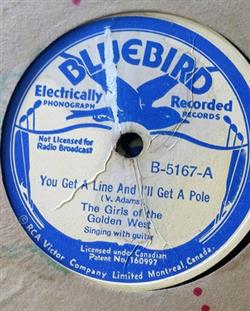 BLUEBIRD
Electrically Recorded
PHONOGRAPH RECORDS
Not Licensed for
Radio Broadcast
B-5167-A
You Get A Line And I'll Get A Pole
(V. Adams)
The Girls of the
Golden West
Singing with guitar
Licensed under Canadian
Patent No. 160997
©RCA Victor Company Limited Montreal, Canada.